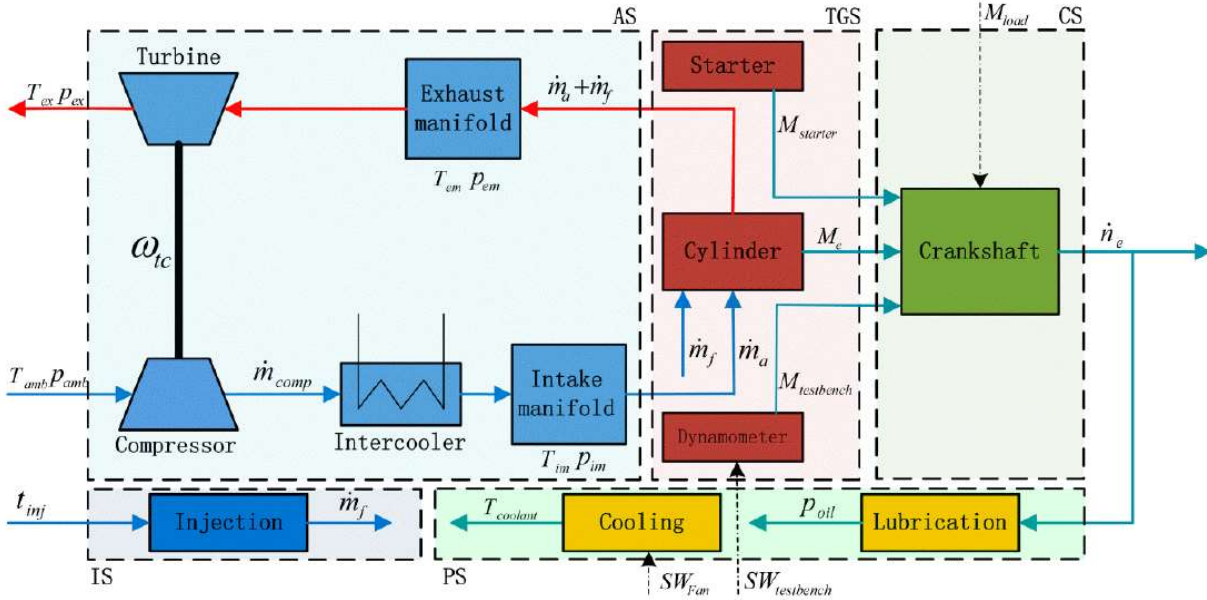 AS
TGS
M_load
CS
Turbine
Starter
T_ex p_ex
Exhaust
manifold
ṁ_a+ṁ_f
M_starter
T_em p_em
ω_tc
Cylinder
M_e
Crankshaft
ṅ_e
T_amb p_amb
ṁ_comp
Intake
manifold
ṁ_f
ṁ_a
M_testbench
Compressor
Intercooler
Dynamometer
T_im p_im
t_inj
Injection
ṁ_f
T_coolant
Cooling
p_oil
Lubrication
IS
PS
SW_Fan
SW_testbench